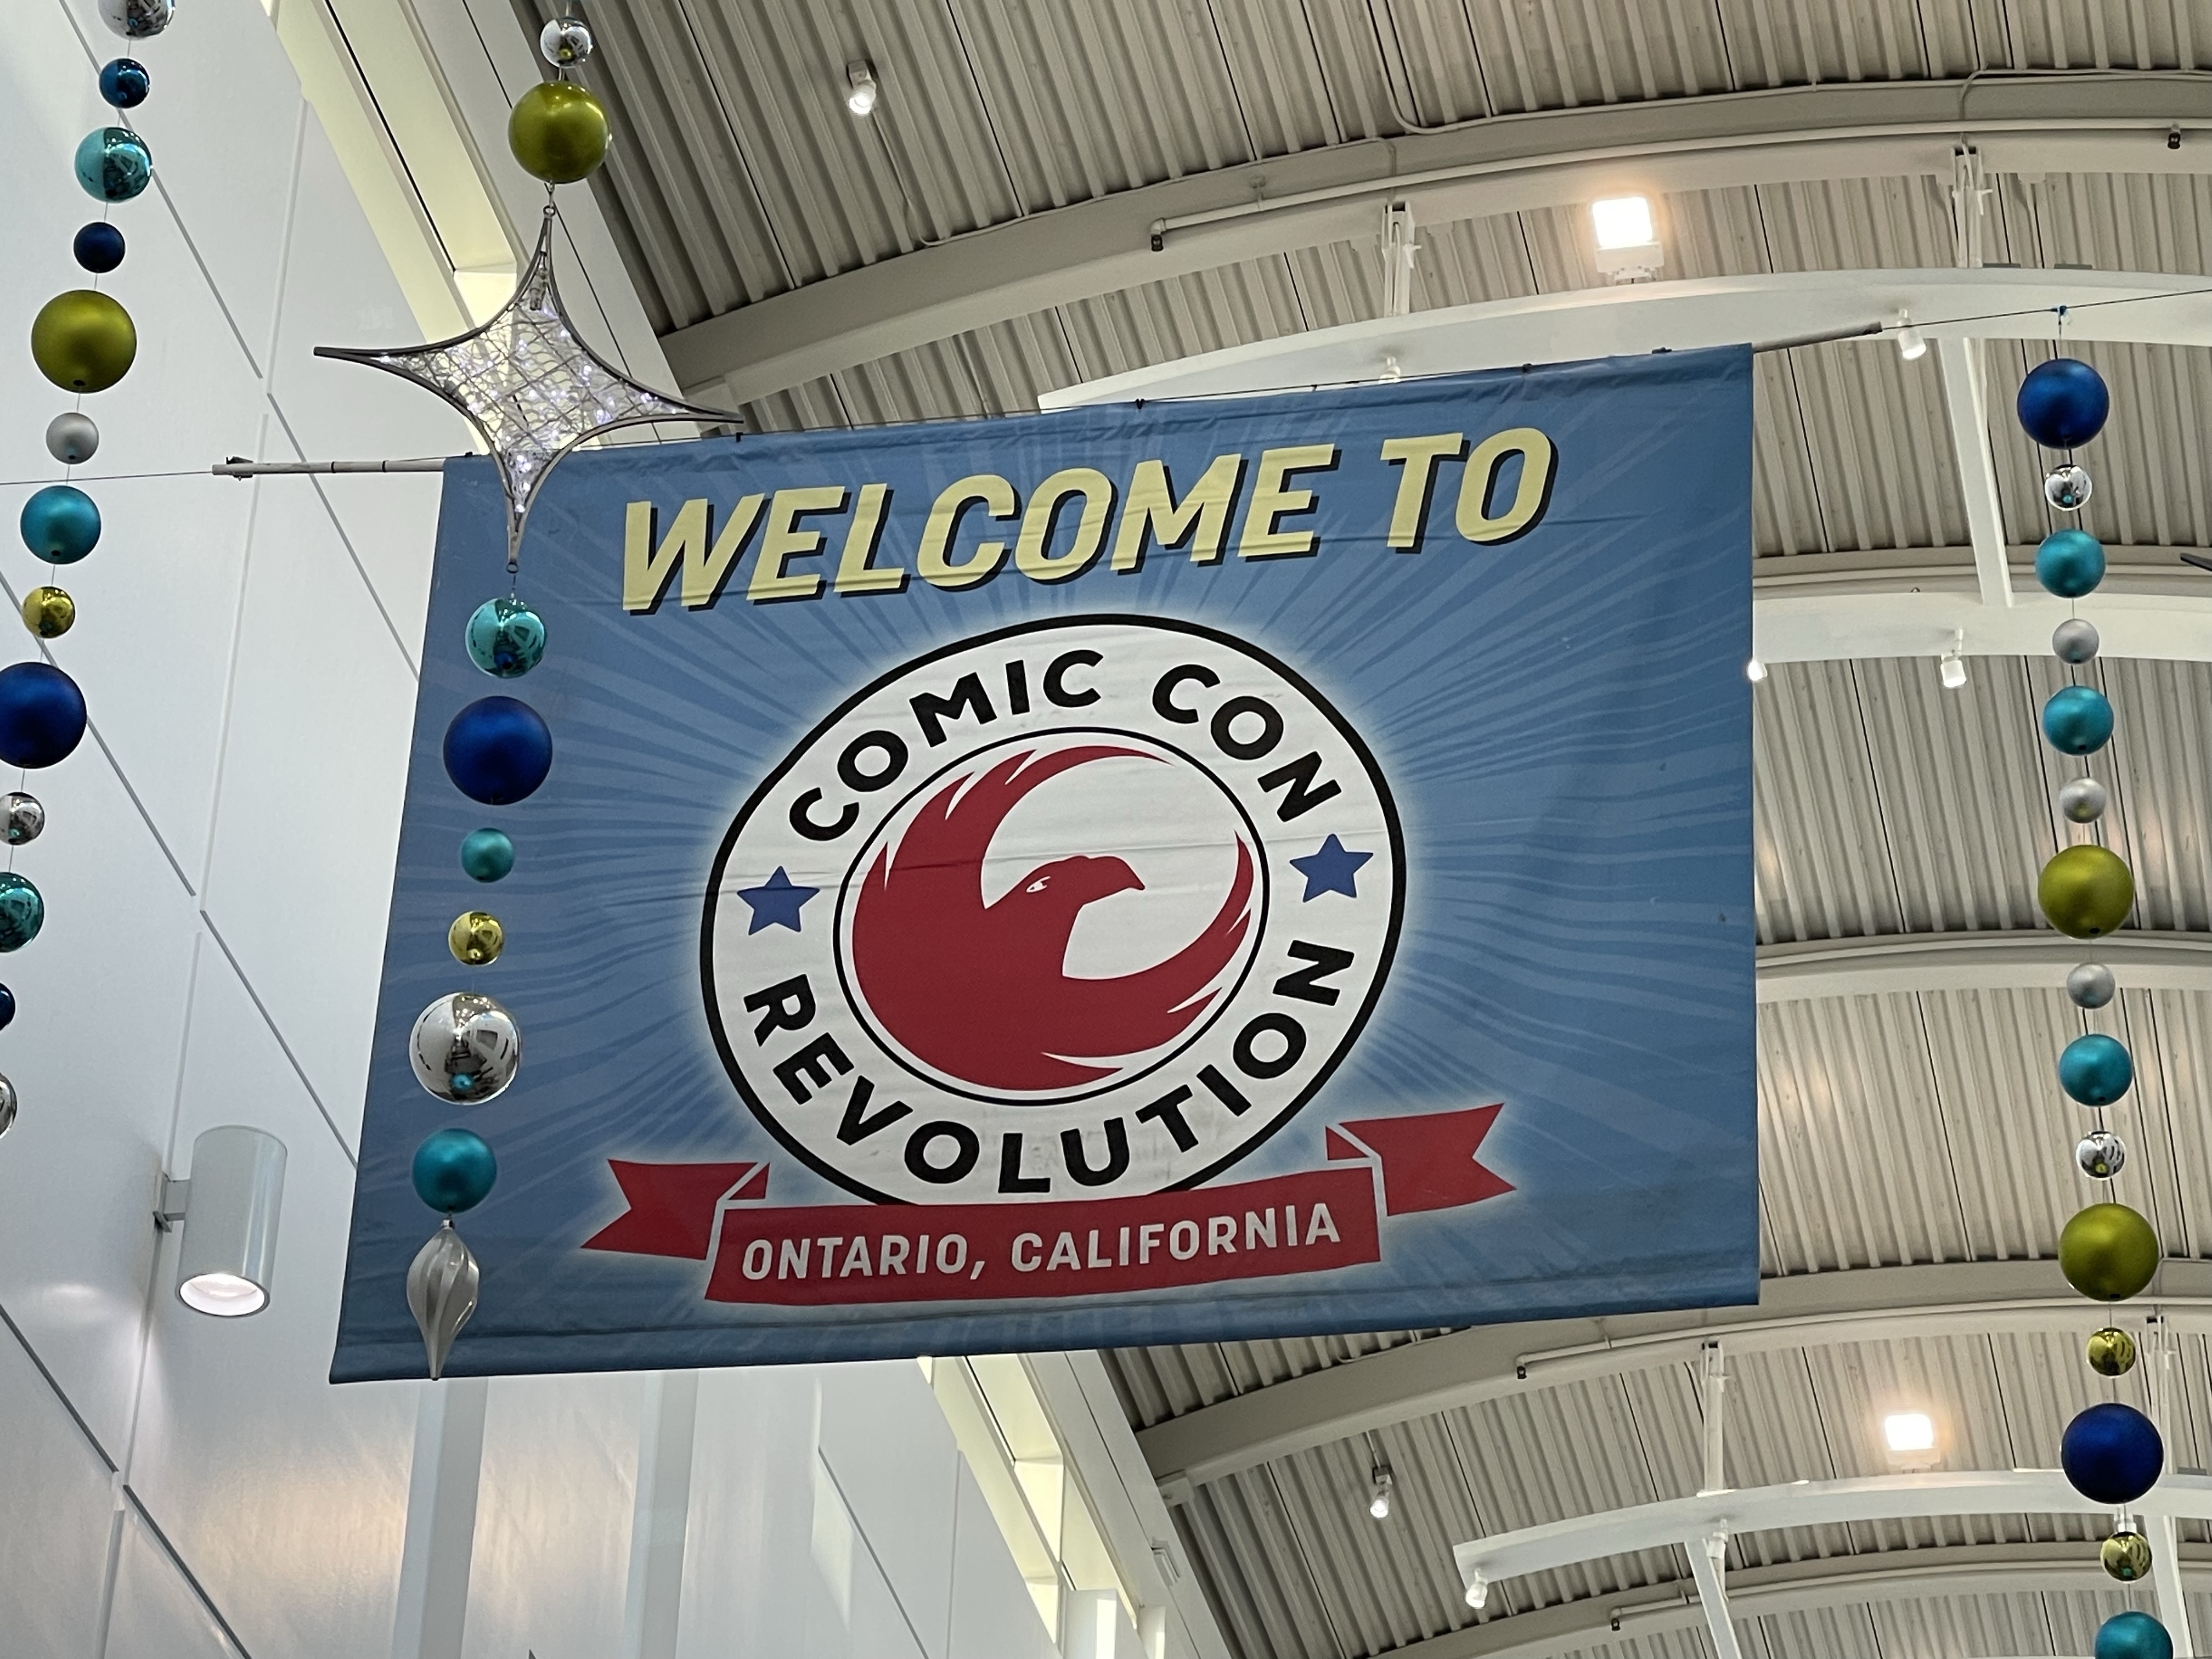 WELCOME TO
COMIC CON
REVOLUTION
ONTARIO, CALIFORNIA